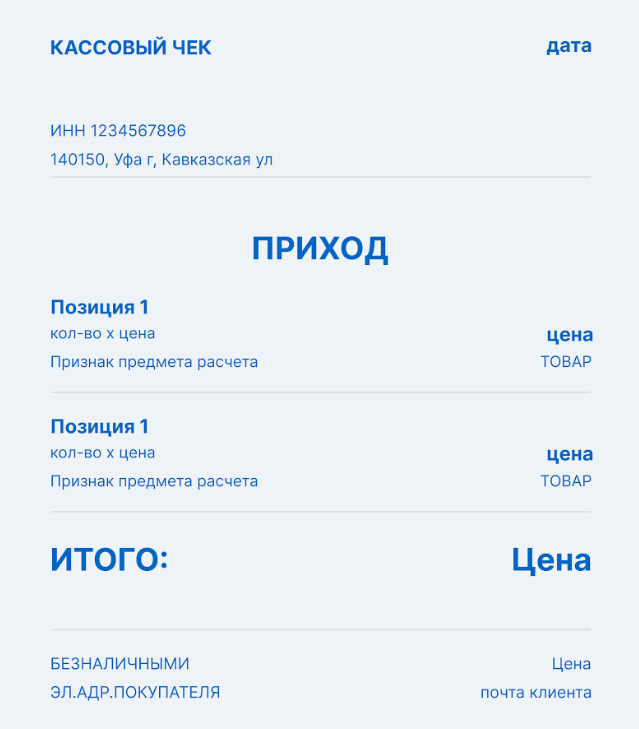 КАССОВЫЙ ЧЕК дата
ИНН 1234567896
140150, Уфа г, Кавказская ул
ПРИХОД
Позиция 1
кол-во х цена цена
Признак предмета расчета ТОВАР
Позиция 1
кол-во х цена цена
Признак предмета расчета ТОВАР
ИТОГО: Цена
БЕЗНАЛИЧНЫМИ Цена
ЭЛ.АДР.ПОКУПАТЕЛЯ почта клиента